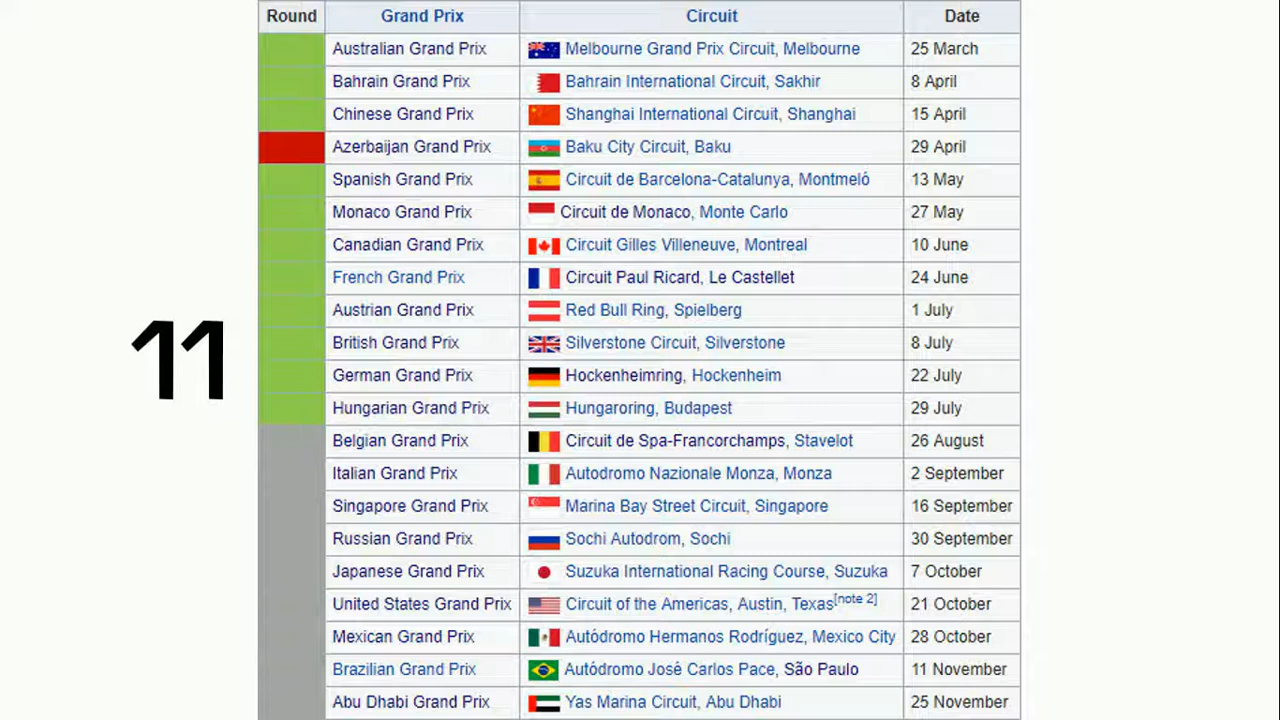 Round Grand Prix Circuit Date
Australian Grand Prix Melbourne Grand Prix Circuit, Melbourne 25 March
Bahrain Grand Prix Bahrain International Circuit, Sakhir 8 April
Chinese Grand Prix Shanghai International Circuit, Shanghai 15 April
Azerbaijan Grand Prix Baku City Circuit, Baku 29 April
Spanish Grand Prix Circuit de Barcelona-Catalunya, Montmeló 13 May
Monaco Grand Prix Circuit de Monaco, Monte Carlo 27 May
Canadian Grand Prix Circuit Gilles Villeneuve, Montreal 10 June
French Grand Prix Circuit Paul Ricard, Le Castellet 24 June
Austrian Grand Prix Red Bull Ring, Spielberg 1 July
11 British Grand Prix Silverstone Circuit, Silverstone 8 July
German Grand Prix Hockenheimring, Hockenheim 22 July
Hungarian Grand Prix Hungaroring, Budapest 29 July
Belgian Grand Prix Circuit de Spa-Francorchamps, Stavelot 26 August
Italian Grand Prix Autodromo Nazionale Monza, Monza 2 September
Singapore Grand Prix Marina Bay Street Circuit, Singapore 16 September
Russian Grand Prix Sochi Autodrom, Sochi 30 September
Japanese Grand Prix Suzuka International Racing Course, Suzuka 7 October
United States Grand Prix Circuit of the Americas, Austin, Texas[note 2] 21 October
Mexican Grand Prix Autódromo Hermanos Rodríguez, Mexico City 28 October
Brazilian Grand Prix Autódromo José Carlos Pace, São Paulo 11 November
Abu Dhabi Grand Prix Yas Marina Circuit, Abu Dhabi 25 November